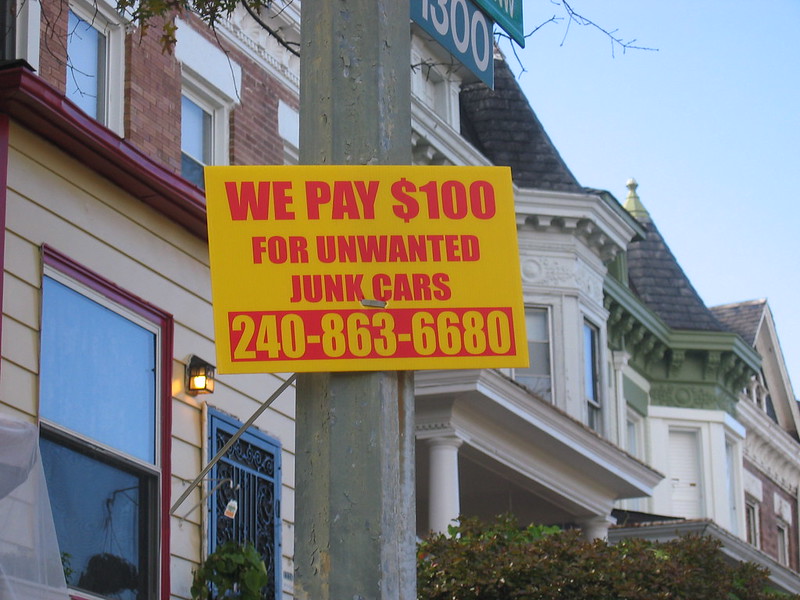 1300
WE PAY $100
FOR UNWANTED
JUNK CARS
240-863-6680